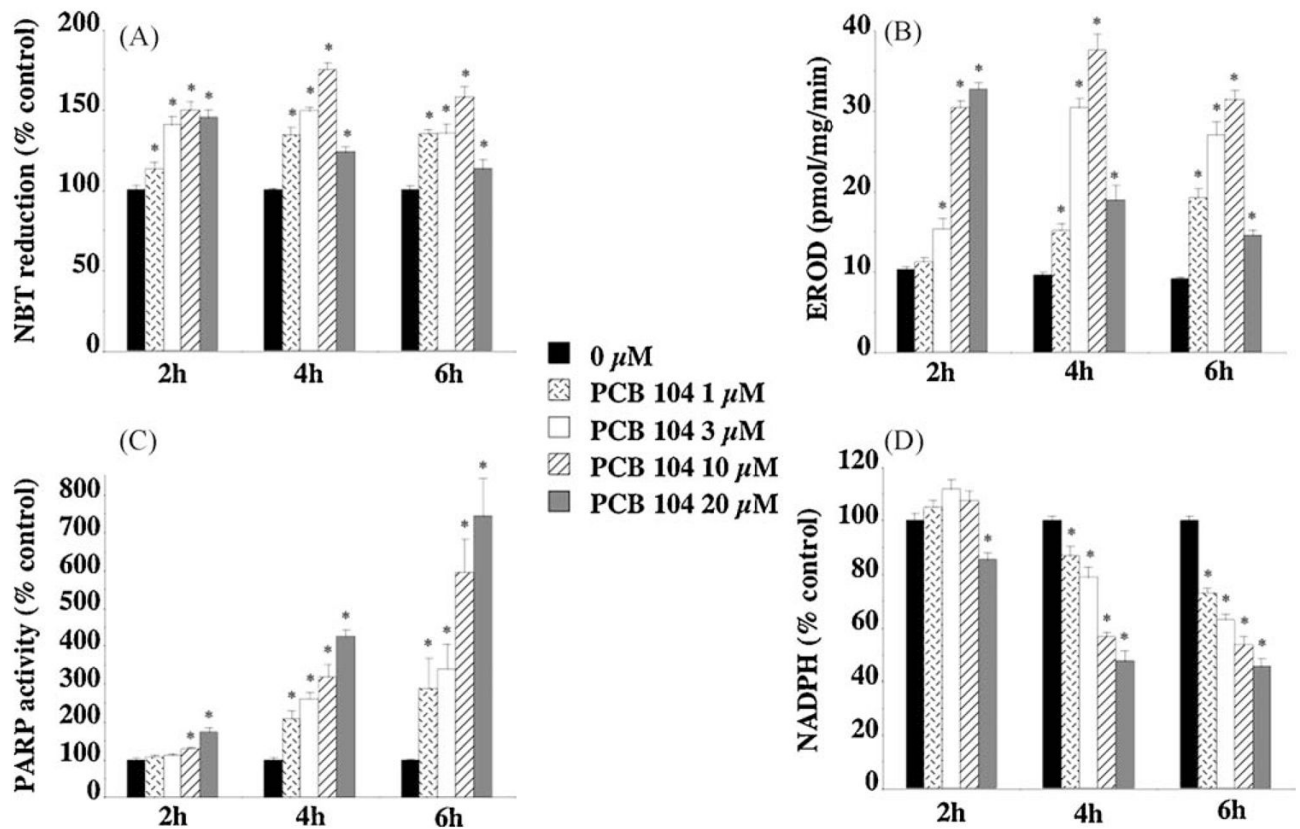 (A)
NBT reduction (% control)
200
150
100
50
0
2h 4h 6h
(B)
EROD (pmol/mg/min)
40
30
20
10
0
2h 4h 6h
0 µM
PCB 104 1 µM
PCB 104 3 µM
PCB 104 10 µM
PCB 104 20 µM
(C)
PARP activity (% control)
800
700
600
500
400
300
200
100
0
2h 4h 6h
(D)
NADPH (% control)
120
100
80
60
40
20
0
2h 4h 6h